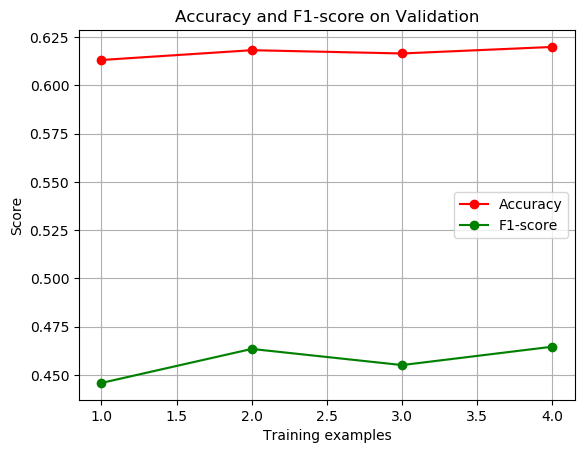 Accuracy and F1-score on Validation
0.625
0.600
0.575
0.550
0.525
0.500
0.475
0.450
Score
Accuracy
F1-score
1.0 1.5 2.0 2.5 3.0 3.5 4.0
Training examples